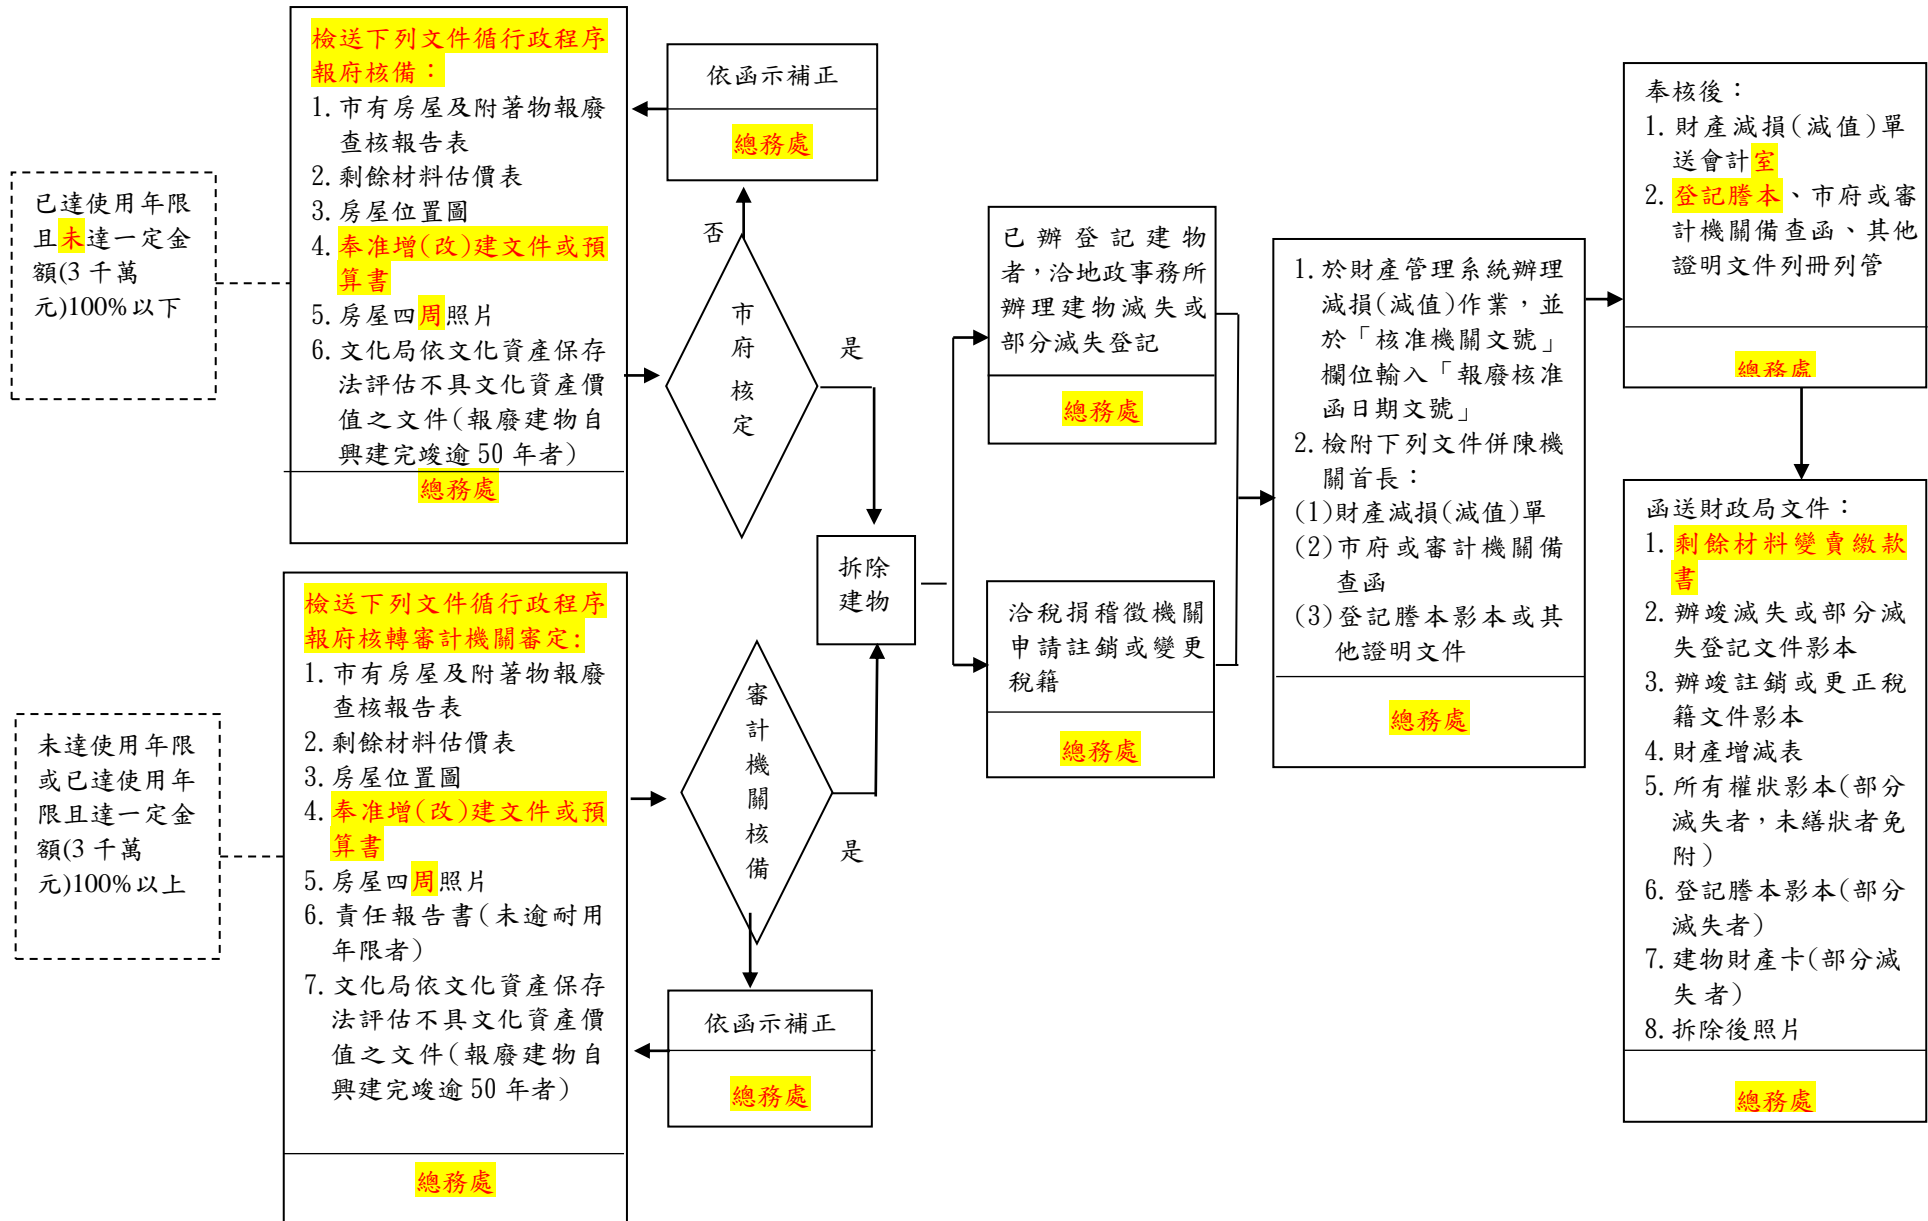 已達使用年限
且未達一定金
額(3 千萬
元)100%以下
檢送下列文件循行政程序
報府核備：
1.市有房屋及附著物報廢
查核報告表
2.剩餘材料估價表
3.房屋位置圖
4.奉准增(改)建文件或預
算書
5.房屋四周照片
6.文化局依文化資產保存
法評估不具文化資產價
值之文件(報廢建物自
興建完竣逾 50 年者)
總務處
依函示補正
總務處
否
市府核定
是
未達使用年限
或已達使用年
限且達一定金
額(3 千萬
元)100%以上
檢送下列文件循行政程序
報府核轉審計機關審定:
1.市有房屋及附著物報廢
查核報告表
2.剩餘材料估價表
3.房屋位置圖
4.奉准增(改)建文件或預
算書
5.房屋四周照片
6.責任報告書(未逾耐用
年限者)
7.文化局依文化資產保存
法評估不具文化資產價
值之文件(報廢建物自
興建完竣逾 50 年者)
總務處
審計機關核備
是
依函示補正
總務處
拆除
建物
已辦登記建物
者，洽地政事務所
辦理建物滅失或
部分滅失登記
總務處
洽稅捐稽徵機關
申請註銷或變更
稅籍
總務處
1.於財產管理系統辦理
減損(減值)作業，並
於「核准機關文號」
欄位輸入「報廢核准
函日期文號」
2.檢附下列文件併陳機
關首長：
(1)財產減損(減值)單
(2)市府或審計機關備
查函
(3)登記謄本影本或其
他證明文件
總務處
奉核後：
1.財產減損(減值)單
送會計室
2.登記謄本、市府或審
計機關備查函、其他
證明文件列冊列管
總務處
函送財政局文件：
1.剩餘材料變賣繳款
書
2.辦竣滅失或部分滅
失登記文件影本
3.辦竣註銷或更正稅
籍文件影本
4.財產增減表
5.所有權狀影本(部分
滅失者，未繕狀者免
附)
6.登記謄本影本(部分
滅失者)
7.建物財產卡(部分滅
失者)
8.拆除後照片
總務處